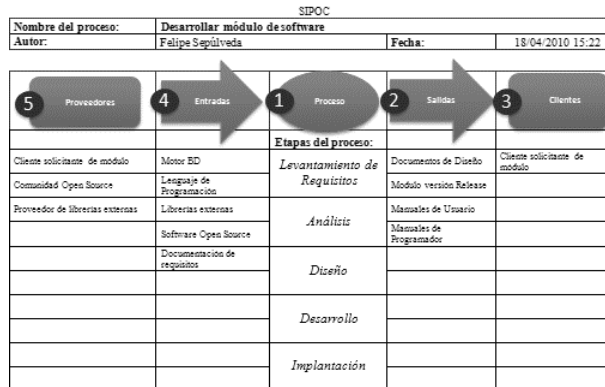 SIPOC
Nombre del proceso: Desarrollar módulo de software
Autor: Felipe Sepúlveda Fecha: 18/04/2010 15:22
5 Proveedores 4 Entradas 1 Proceso 2 Salidas 3 Clientes
Etapas del proceso:
Cliente solicitante de módulo
Comunidad Open Source
Proveedor de librerías externas
Motor BD
Lenguaje de
Programación
Librerías externas
Software Open Source
Documentación de
requisitos
Levantamiento de
Requisitos
Análisis
Diseño
Desarrollo
Implantación
Documentos de Diseño
Modulo versión Release
Manuales de Usuario
Manuales de
Programador
Cliente solicitante de
módulo